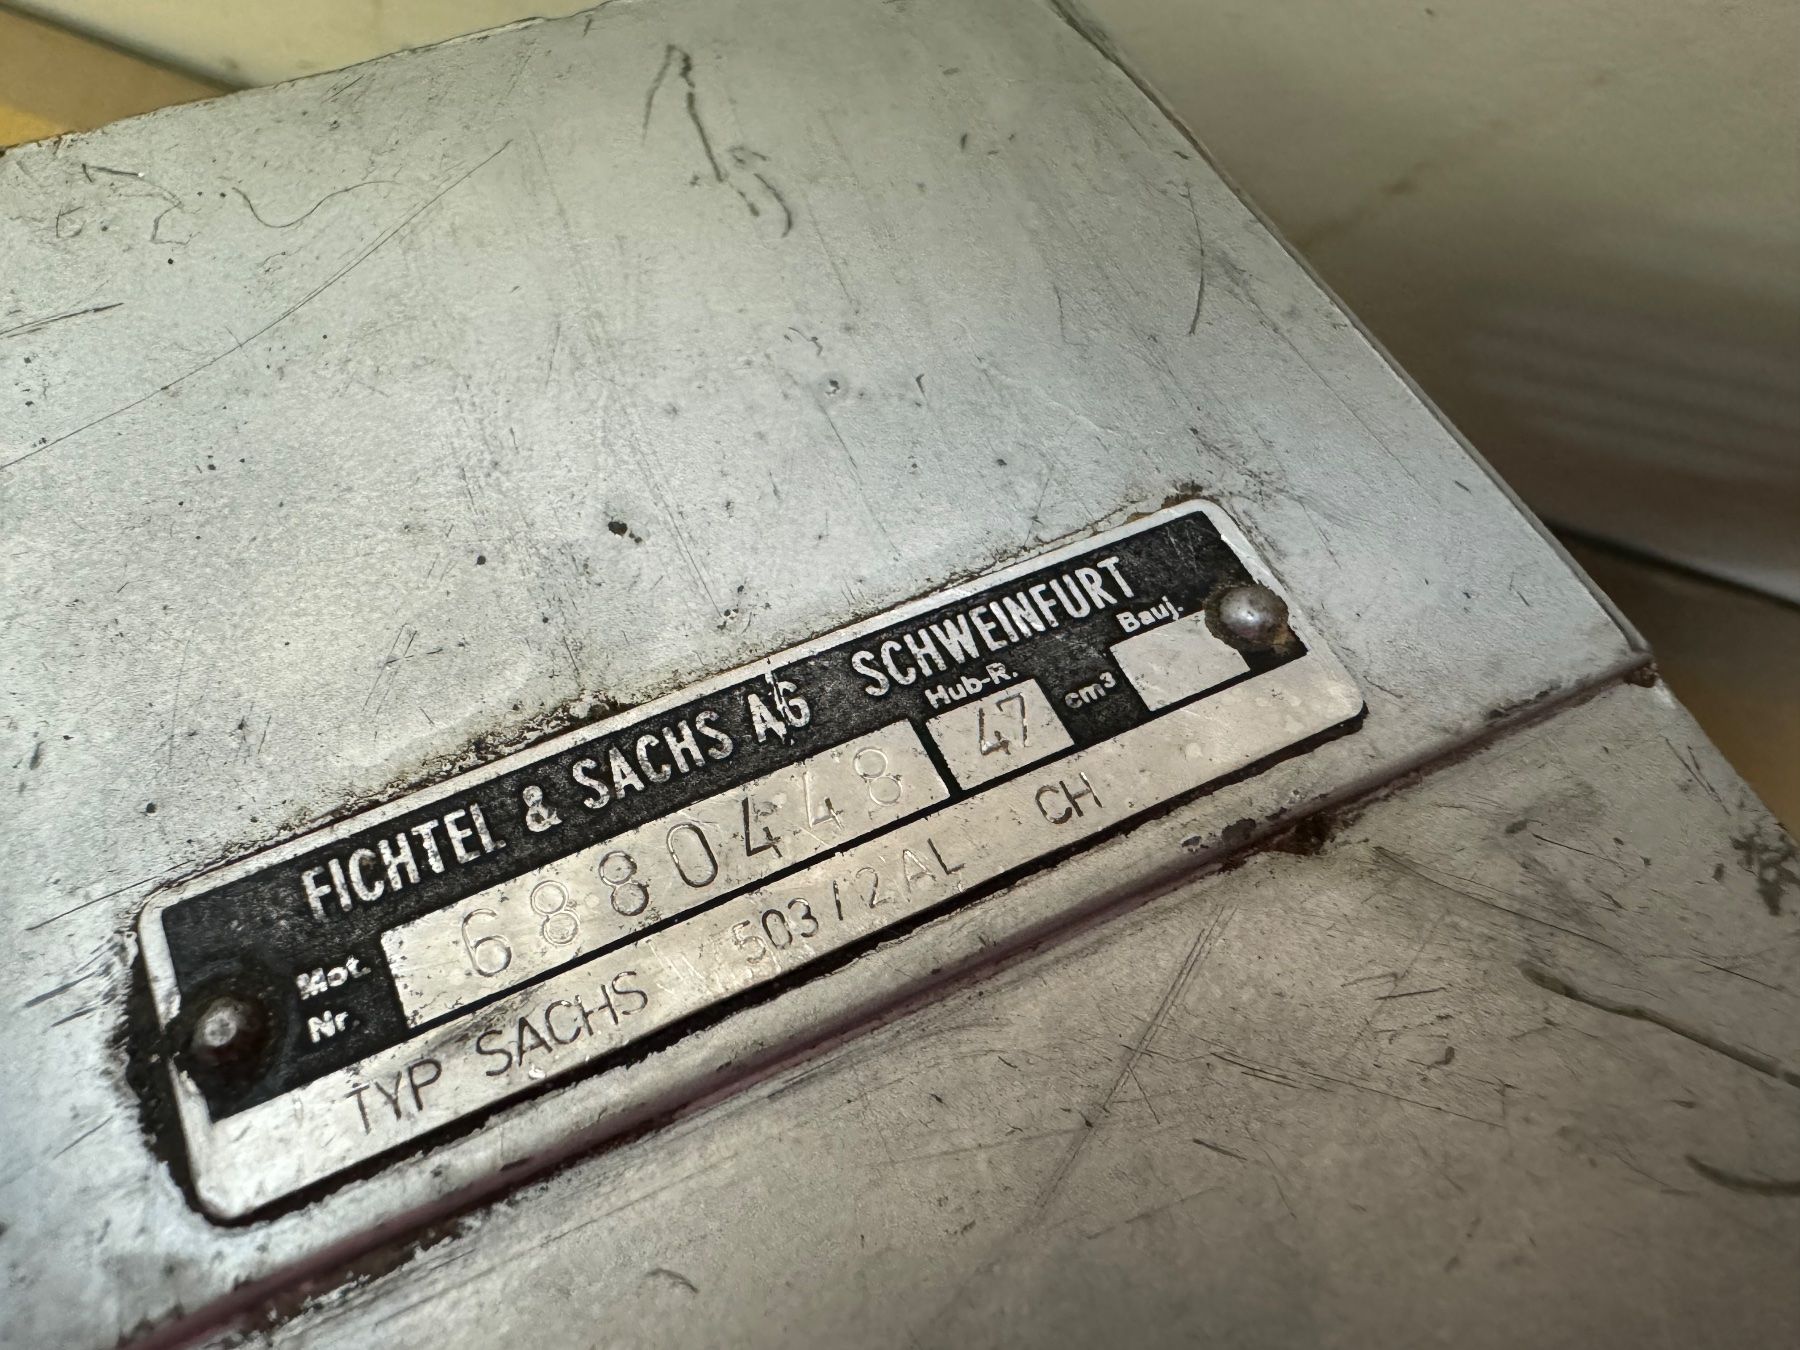 FICHTEL & SACHS AG SCHWEINFURT
Mot. Nr. 6880448 Hub-R. 47 cm³ Bauj.
TYP SACHS 503/2AL CH